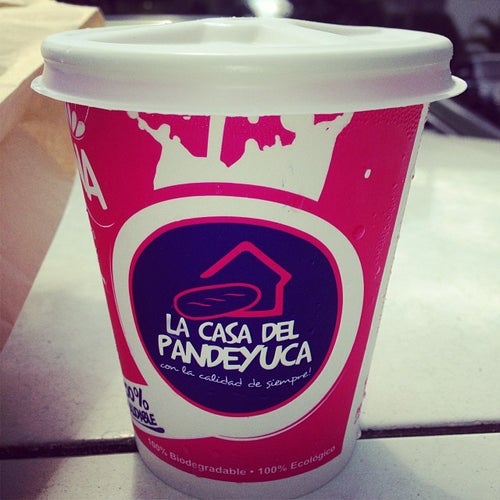 LA CASA DEL
PANDEYUCA
con la calidad de siempre!
100% Biodegradable • 100% Ecológico